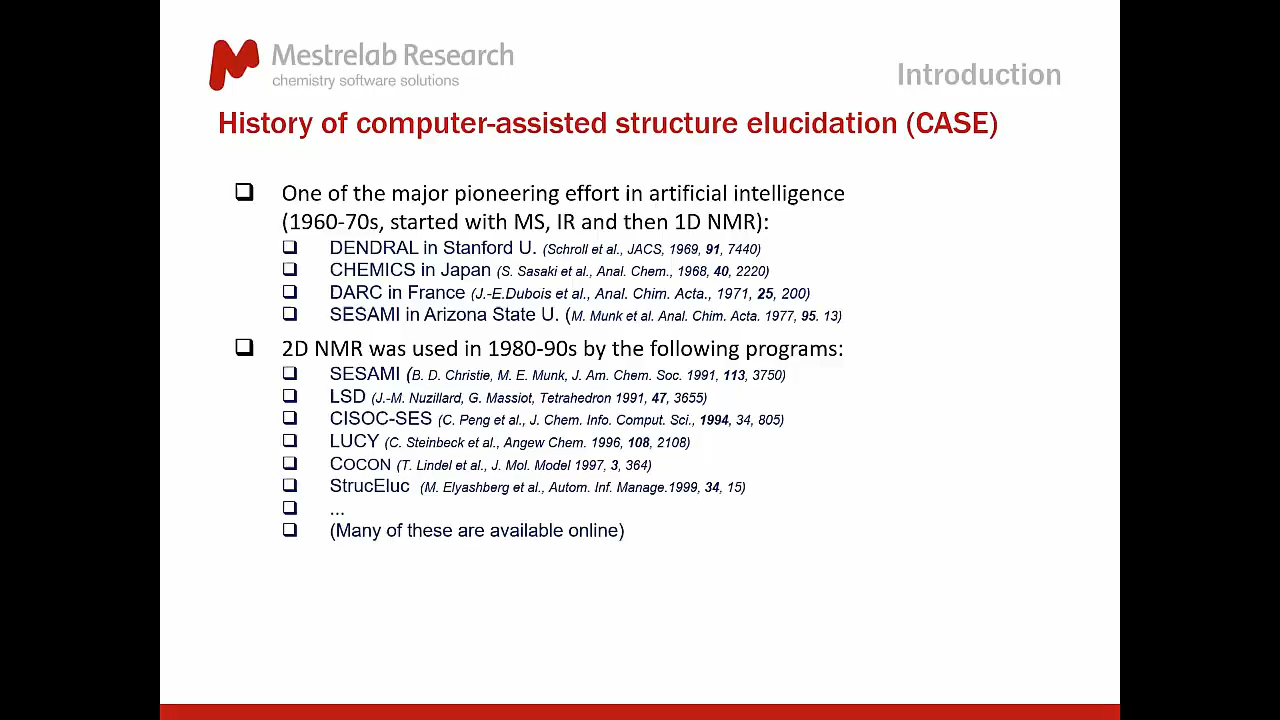 Mestrelab Research
chemistry software solutions
Introduction
History of computer-assisted structure elucidation (CASE)
One of the major pioneering effort in artificial intelligence
(1960-70s, started with MS, IR and then 1D NMR):
DENDRAL in Stanford U. (Schroll et al., JACS, 1969, 91, 7440)
CHEMICS in Japan (S. Sasaki et al., Anal. Chem., 1968, 40, 2220)
DARC in France (J.-E.Dubois et al., Anal. Chim. Acta., 1971, 25, 200)
SESAMI in Arizona State U. (M. Munk et al. Anal. Chim. Acta. 1977, 95. 13)
2D NMR was used in 1980-90s by the following programs:
SESAMI (B. D. Christie, M. E. Munk, J. Am. Chem. Soc. 1991, 113, 3750)
LSD (J.-M. Nuzillard, G. Massiot, Tetrahedron 1991, 47, 3655)
CISOC-SES (C. Peng et al., J. Chem. Info. Comput. Sci., 1994, 34, 805)
LUCY (C. Steinbeck et al., Angew Chem. 1996, 108, 2108)
COCON (T. Lindel et al., J. Mol. Model 1997, 3, 364)
StrucEluc (M. Elyashberg et al., Autom. Inf. Manage.1999, 34, 15)
...
(Many of these are available online)